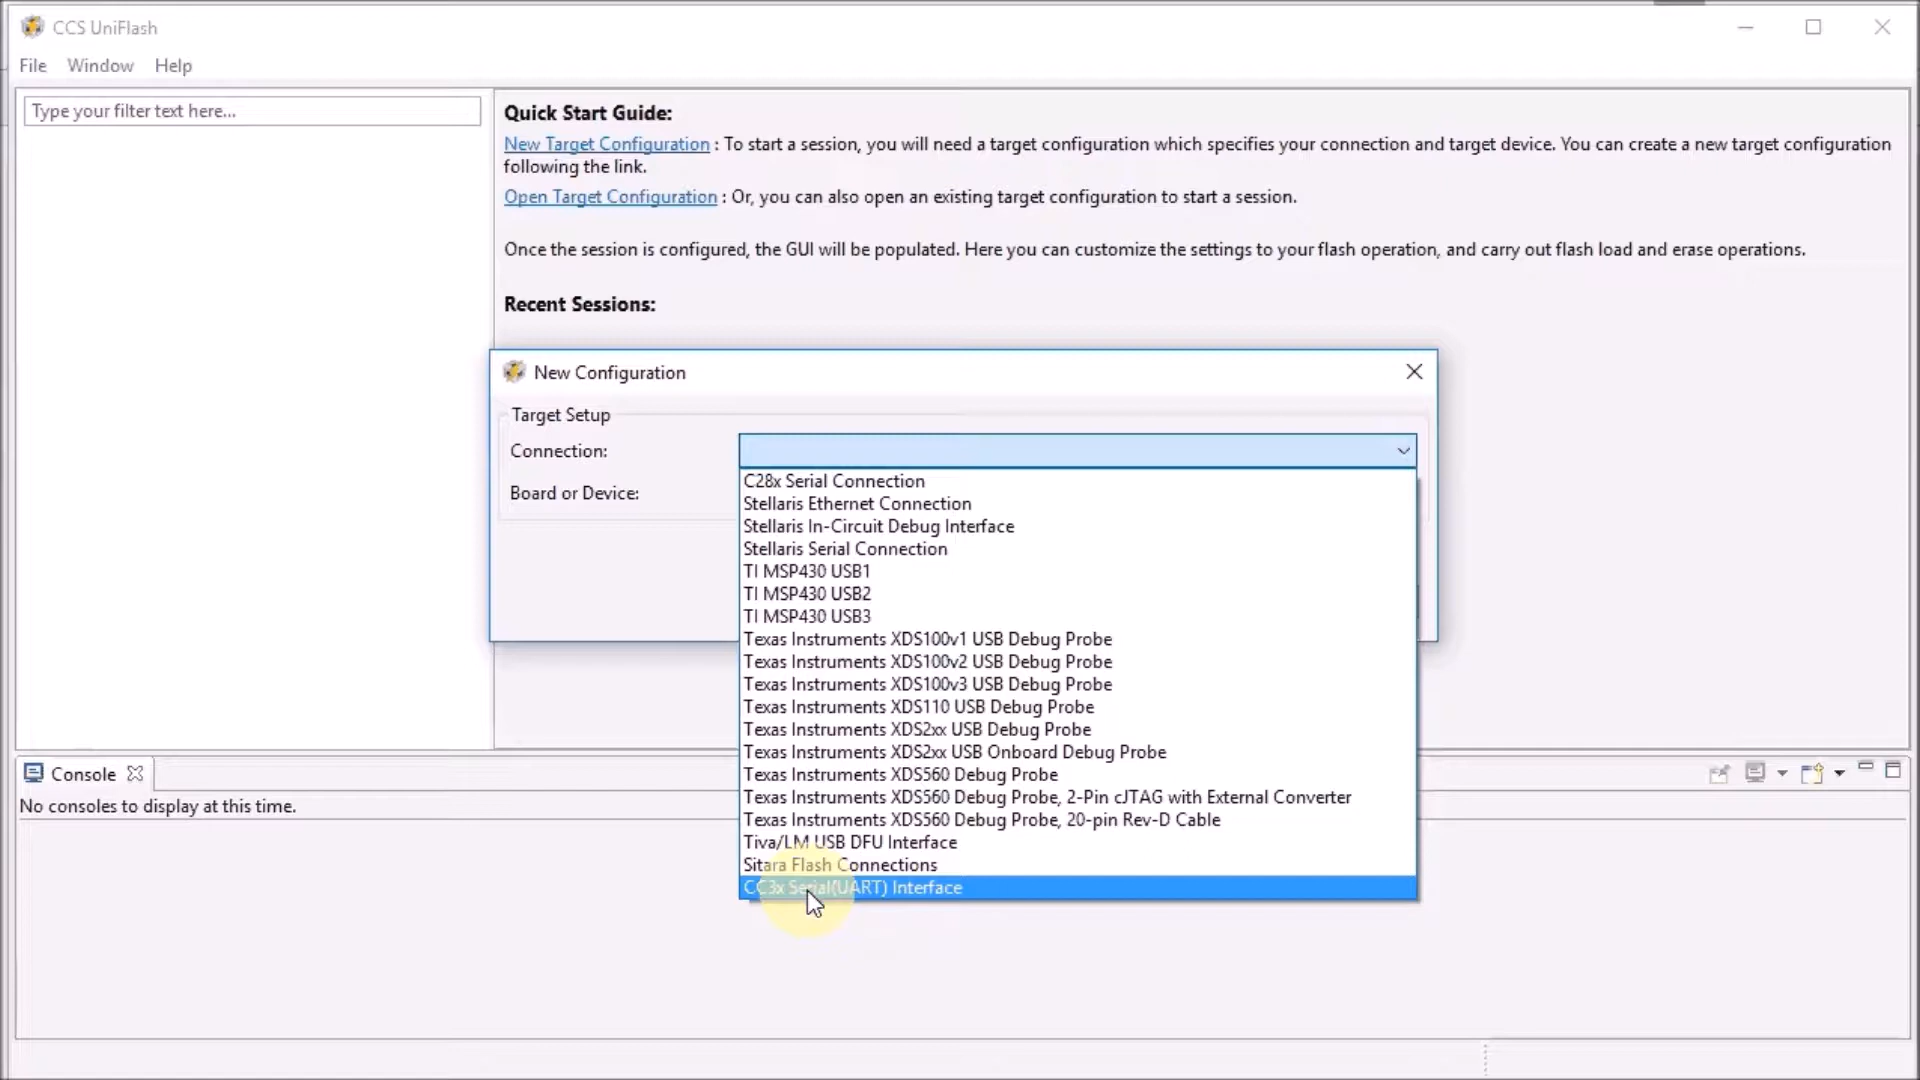 CCS UniFlash
File Window Help
Type your filter text here...
Quick Start Guide:
New Target Configuration : To start a session, you will need a target configuration which specifies your connection and target device. You can create a new target configuration
following the link.
Open Target Configuration : Or, you can also open an existing target configuration to start a session.
Once the session is configured, the GUI will be populated. Here you can customize the settings to your flash operation, and carry out flash load and erase operations.
Recent Sessions:
New Configuration
Target Setup
Connection:
Board or Device:
C28x Serial Connection
Stellaris Ethernet Connection
Stellaris In-Circuit Debug Interface
Stellaris Serial Connection
TI MSP430 USB1
TI MSP430 USB2
TI MSP430 USB3
Texas Instruments XDS100v1 USB Debug Probe
Texas Instruments XDS100v2 USB Debug Probe
Texas Instruments XDS100v3 USB Debug Probe
Texas Instruments XDS110 USB Debug Probe
Texas Instruments XDS2xx USB Debug Probe
Texas Instruments XDS2xx USB Onboard Debug Probe
Texas Instruments XDS560 Debug Probe
Texas Instruments XDS560 Debug Probe, 2-Pin cJTAG with External Converter
Texas Instruments XDS560 Debug Probe, 20-pin Rev-D Cable
Tiva/LM USB DFU Interface
Sitara Flash Connections
CC3x Serial(UART) Interface
Console
No consoles to display at this time.